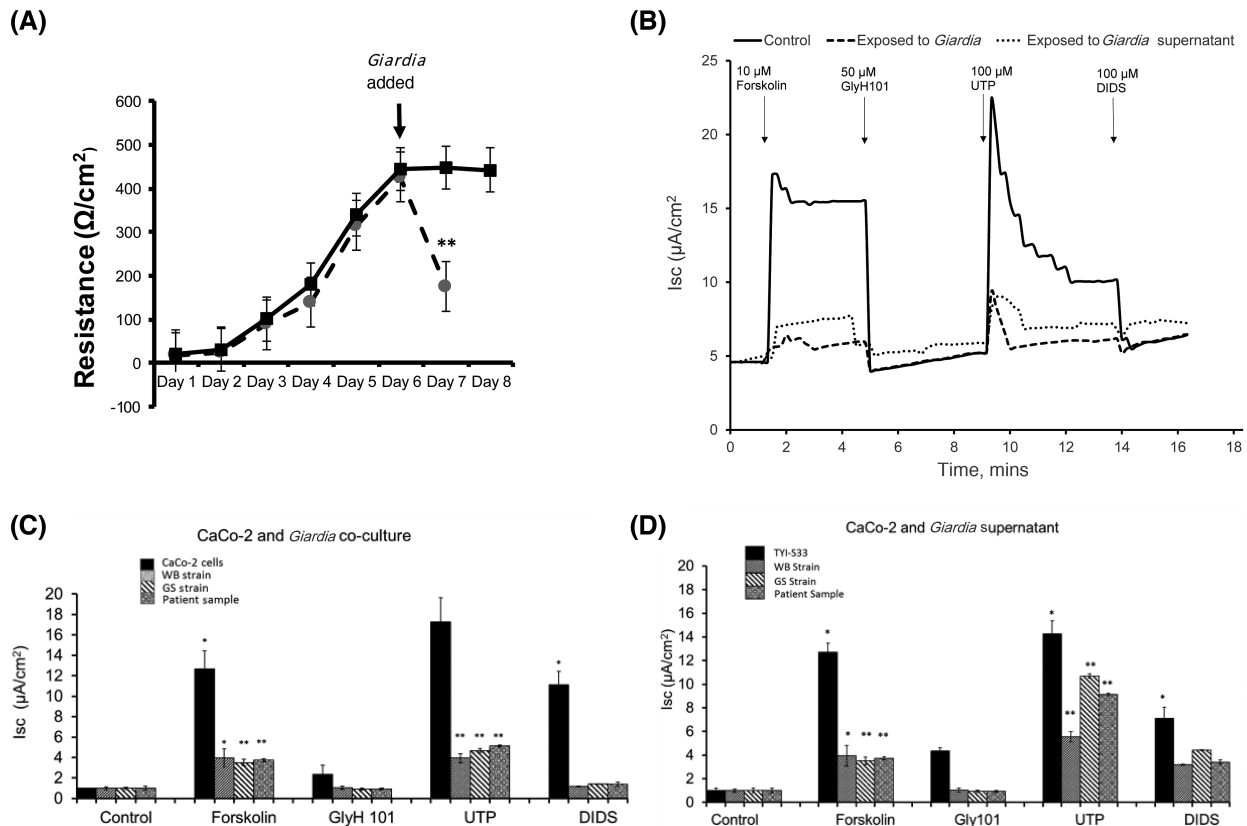 (A)
Giardia
added
Resistance (Ω/cm²)
600
500
400
300
200
100
0
-100
**
Day 1 Day 2 Day 3 Day 4 Day 5 Day 6 Day 7 Day 8
(B)
Control Exposed to Giardia Exposed to Giardia supernatant
10 µM
Forskolin
50 µM
GlyH101
100 µM
UTP
100 µM
DIDS
Isc (µA/cm²
25
20
15
10
5
0
0 2 4 6 8 10 12 14 16 18
Time, mins
(C)
CaCo-2 and Giardia co-culture
CaCo-2 cells
WB strain
GS strain
Patient sample
Isc (µA/cm²)
20
18
16
14
12
10
8
6
4
2
0
* * ** ** ** ** ** *
Control Forskolin GlyH 101 UTP DIDS
(D)
CaCo-2 and Giardia supernatant
TYI-S33
WB Strain
GS Strain
Patient Sample
Isc (µA/cm²)
20
18
16
14
12
10
8
6
4
2
0
* * ** ** * ** ** ** *
Control Forskolin Gly101 UTP DIDS